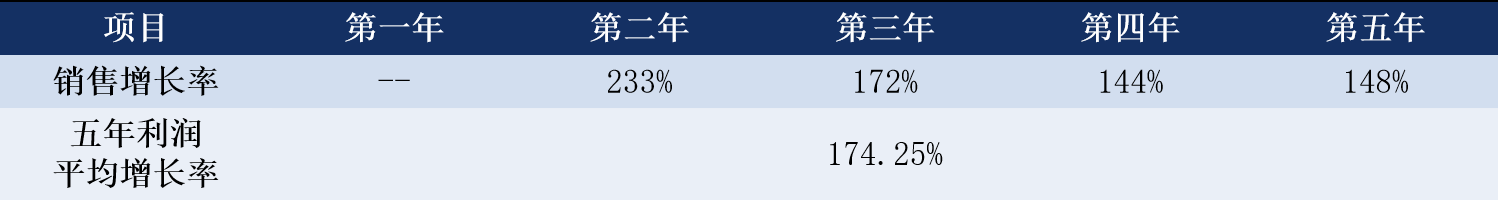 项目 第一年 第二年 第三年 第四年 第五年
销售增长率 -- 233% 172% 144% 148%
五年利润
平均增长率
174.25%